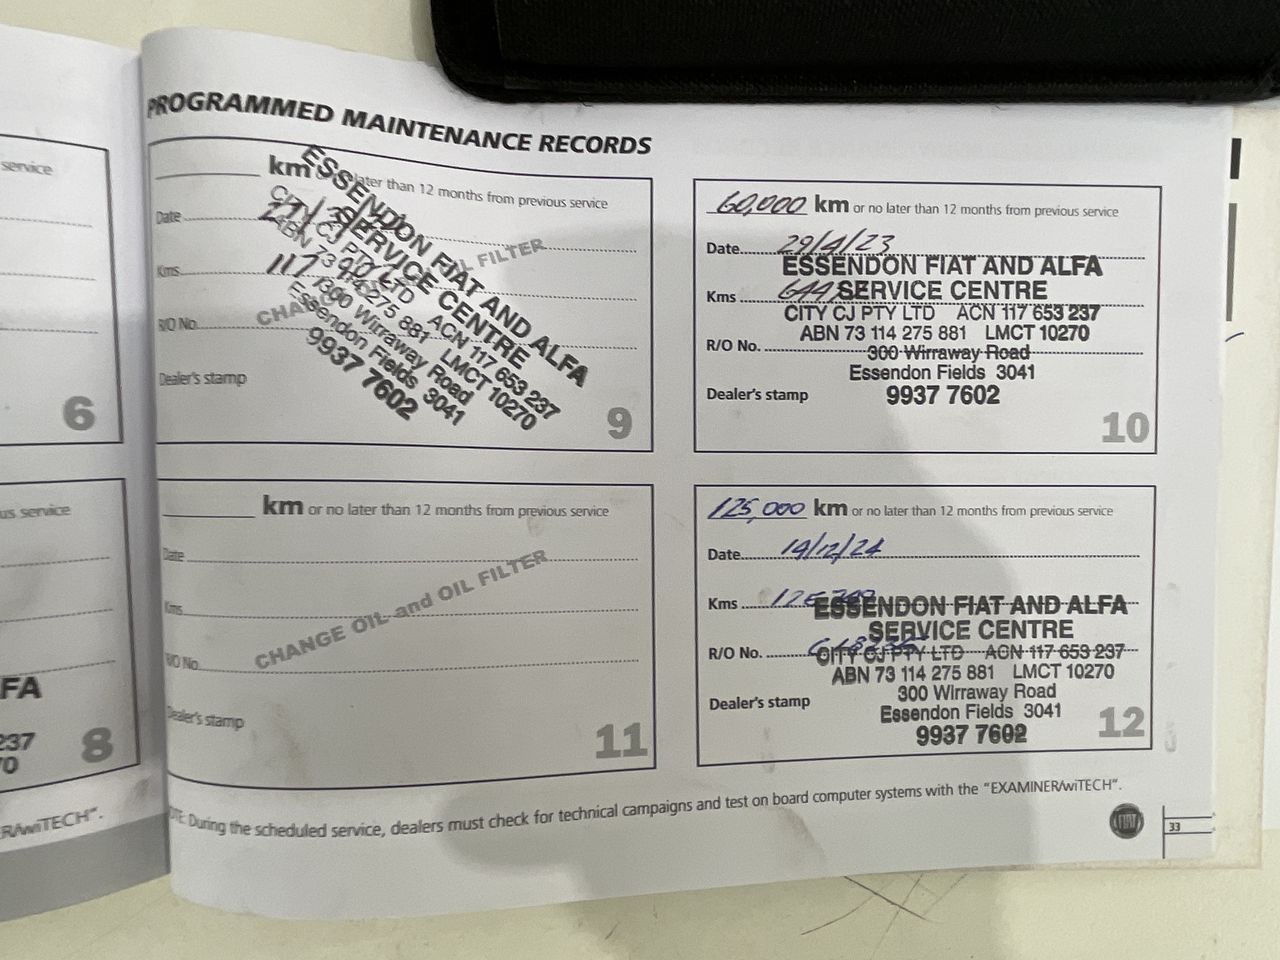 PROGRAMMED MAINTENANCE RECORDS
service
6
us service
FA
237
70
8
km later than 12 months from previous service
Date
Kms
R/O No.
Dealer's stamp
OIL FILTER
ESSENDON FIAT AND ALFA
SERVICE CENTRE
CITY CJ PTY LTD ACN 117 653 237
ABN 73 114 275 881 LMCT 10270
300 Wirraway Road
Essendon Fields 3041
9937 7602
9
60,000 km or no later than 12 months from previous service
Date 29/4/23
ESSENDON FIAT AND ALFA
Kms SERVICE CENTRE
CITY CJ PTY LTD ACN 117 653 237
ABN 73 114 275 881 LMCT 10270
R/O No. 300 Wirraway Road
Essendon Fields 3041
Dealer's stamp 9937 7602
10
km or no later than 12 months from previous service
Date
Kms
CHANGE OIL and OIL FILTER
R/O No.
Dealer's stamp
11
125,000 km or no later than 12 months from previous service
Date 14/12/24
Kms ESSENDON FIAT AND ALFA
SERVICE CENTRE
R/O No. CITY CJ PTY LTD ACN 117 653 237
ABN 73 114 275 881 LMCT 10270
Dealer's stamp 300 Wirraway Road
Essendon Fields 3041
9937 7602
12
During the scheduled service, dealers must check for technical campaigns and test on board computer systems with the "EXAMINER/wiTECH".
R/wiTECH".
FIAT
33